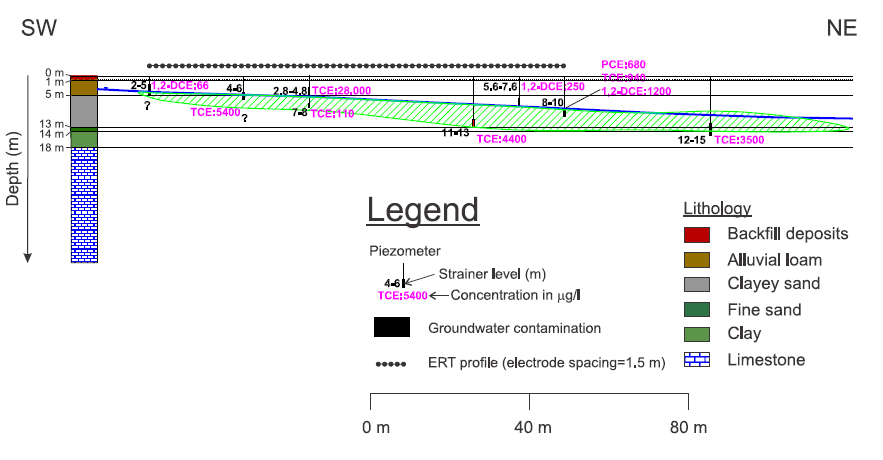 SW
NE
0 m
1 m
5 m
13 m
14 m
18 m
Depth (m)
2-5
1,2-DCE:66
?
4-6
TCE:5400
?
2.8-4.8
TCE:28,000
7-8
TCE:110
11-13
TCE:4400
5.6-7.6
1,2-DCE:250
8-10
PCE:680
1,2-DCE:1200
12-15
TCE:3500
Legend
Piezometer
Strainer level (m)
4-6
TCE:5400
Concentration in µg/l
Groundwater contamination
ERT profile (electrode spacing=1.5 m)
0 m
40 m
80 m
Lithology
Backfill deposits
Alluvial loam
Clayey sand
Fine sand
Clay
Limestone